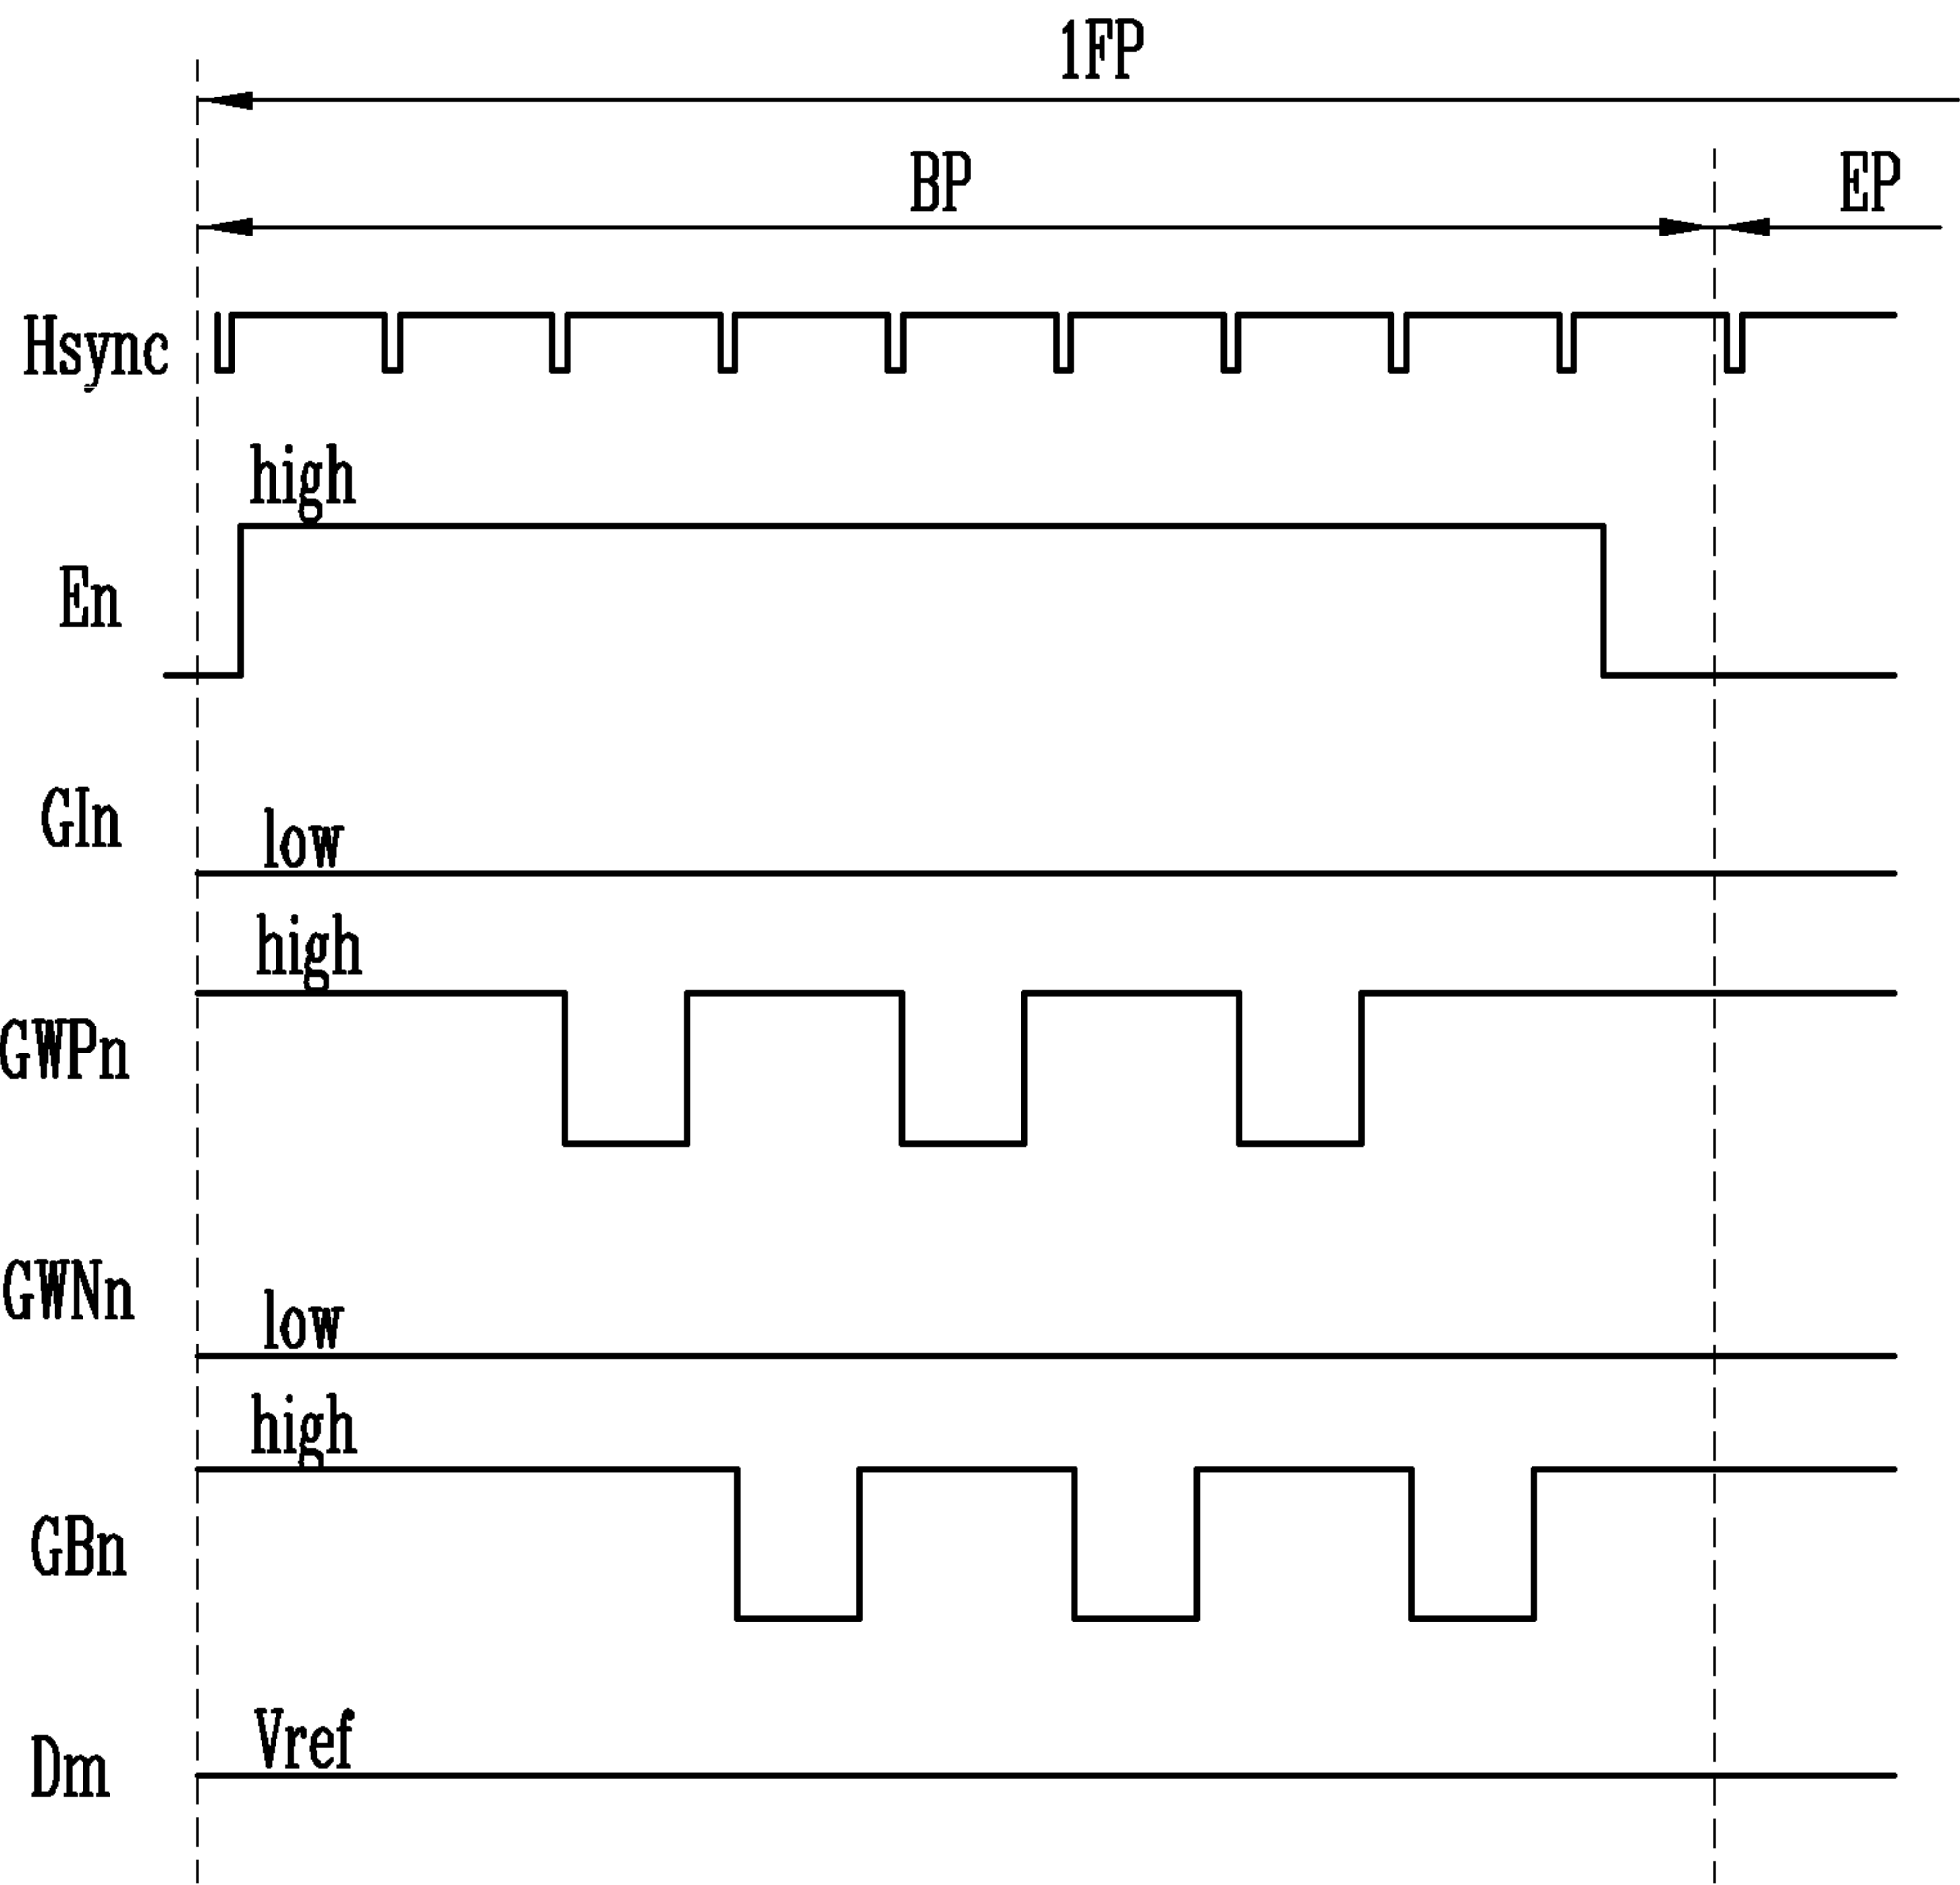 1FP
BP
EP
Hsync
high
En
GIn
low
high
GWPn
GWNn
low
high
GBn
Vref
Dm